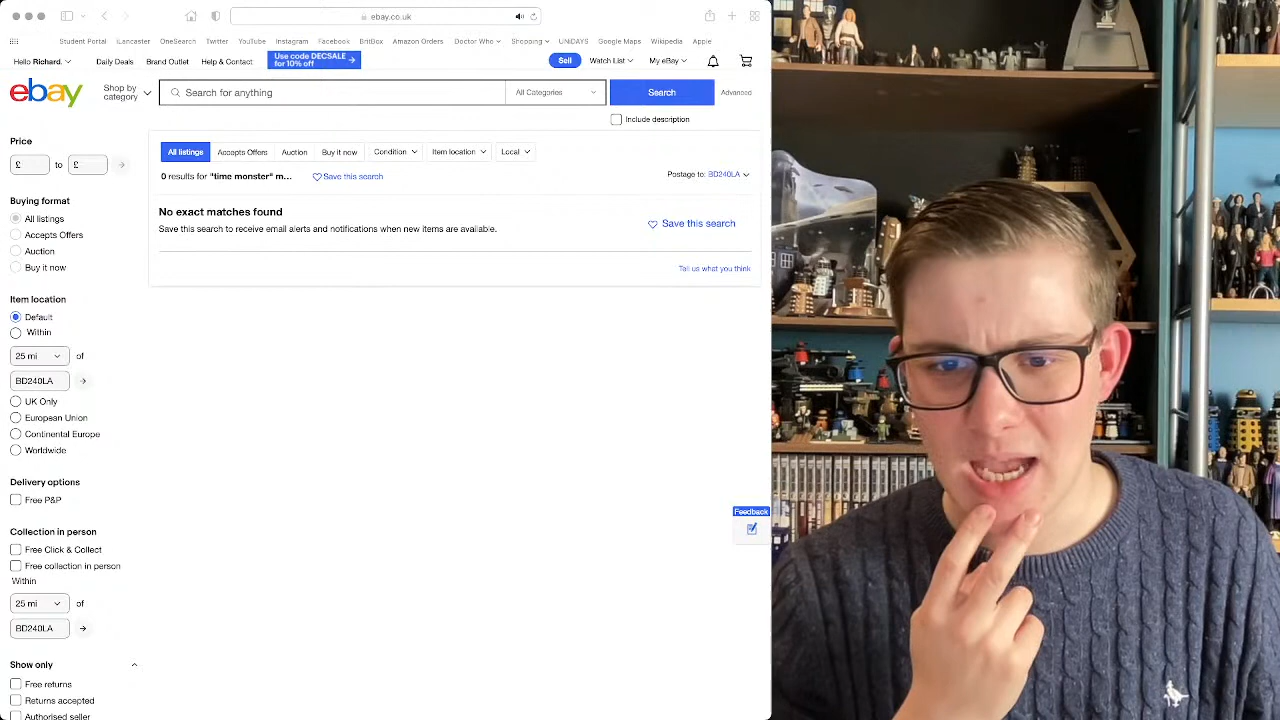 ebay.co.uk
Student Portal iLancaster OneSearch Twitter YouTube Instagram Facebook BritBox Amazon Orders Doctor Who Shopping UNiDAYS Google Maps Wikipedia Apple
Hello Richard. Daily Deals Brand Outlet Help & Contact
Use code DECSALE
for 10% off
Sell Watch List My eBay
ebay
Shop by
category
Search for anything
All Categories
Search
Advanced
Include description
Price
£ to £
All listings Accepts Offers Auction Buy it now Condition Item location Local
0 results for "time monster" m... Save this search
Postage to: BD240LA
Buying format
All listings
Accepts Offers
Auction
Buy it now
No exact matches found
Save this search to receive email alerts and notifications when new items are available.
Save this search
Tell us what you think
Item location
Default
Within
25 mi of
BD240LA
UK Only
European Union
Continental Europe
Worldwide
Delivery options
Free P&P
Feedback
Collection in person
Free Click & Collect
Free collection in person
Within
25 mi of
BD240LA
Show only
Free returns
Returns accepted
Authorised seller